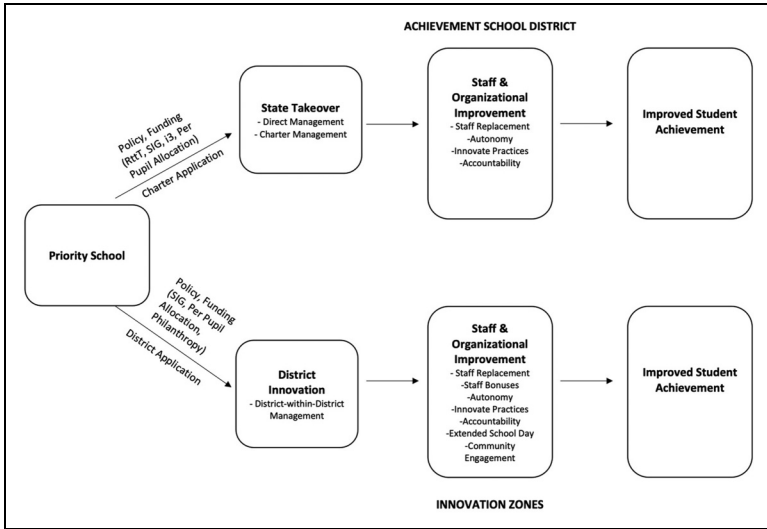 ACHIEVEMENT SCHOOL DISTRICT
Priority School
Policy, Funding
(RttT, SIG, i3, Per
Pupil Allocation)
Charter Application
State Takeover
- Direct Management
- Charter Management
Staff &
Organizational
Improvement
- Staff Replacement
-Autonomy
-Innovate Practices
-Accountability
Improved Student
Achievement
Policy, Funding
(SIG, Per Pupil
Allocation,
Philanthropy)
District Application
District
Innovation
- District-within-District
Management
Staff &
Organizational
Improvement
- Staff Replacement
-Staff Bonuses
-Autonomy
-Innovate Practices
-Accountability
-Extended School Day
-Community
Engagement
Improved Student
Achievement
INNOVATION ZONES